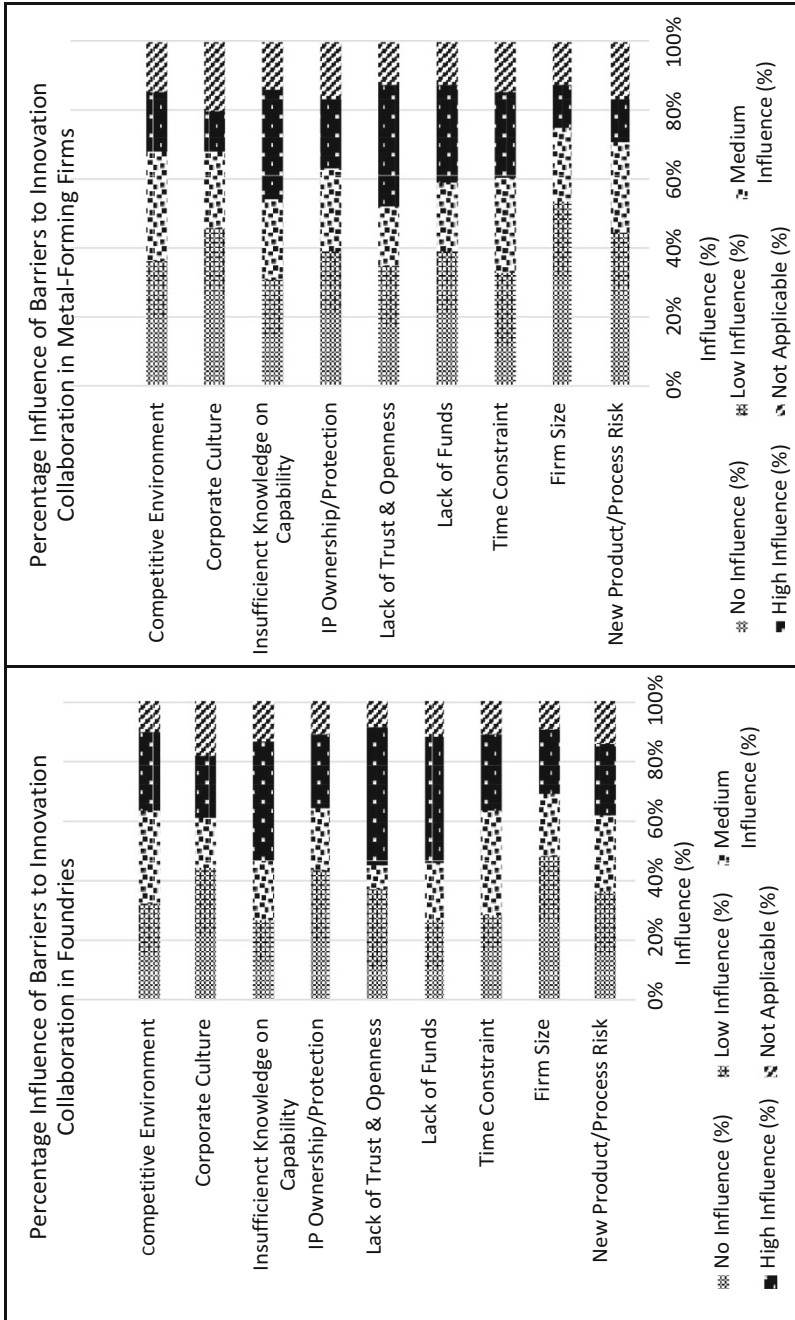 Percentage Influence of Barriers to Innovation
Collaboration in Foundries
competitive Environment
Corporate Culture
Insufficienct Knowledge on
Capability
IP Ownership/Protection
Lack of Trust & Openness
Lack of Funds
Time Constraint
Firm Size
New Product/Process Risk
0% 20% 40% 60% 80% 100%
Influence (%)
No Influence (%) Low Influence (%) Medium
Influence (%)
High Influence (%) Not Applicable (%)
Percentage Influence of Barriers to Innovation
Collaboration in Metal-Forming Firms
Competitive Environment
Corporate Culture
Insufficienct Knowledge on
Capability
IP Ownership/Protection
Lack of Trust & Openness
Lack of Funds
Time Constraint
Firm Size
New Product/Process Risk
0% 20% 40% 60% 80% 100%
Influence (%)
No Influence (%) Low Influence (%) Medium
Influence (%)
High Influence (%) Not Applicable (%)